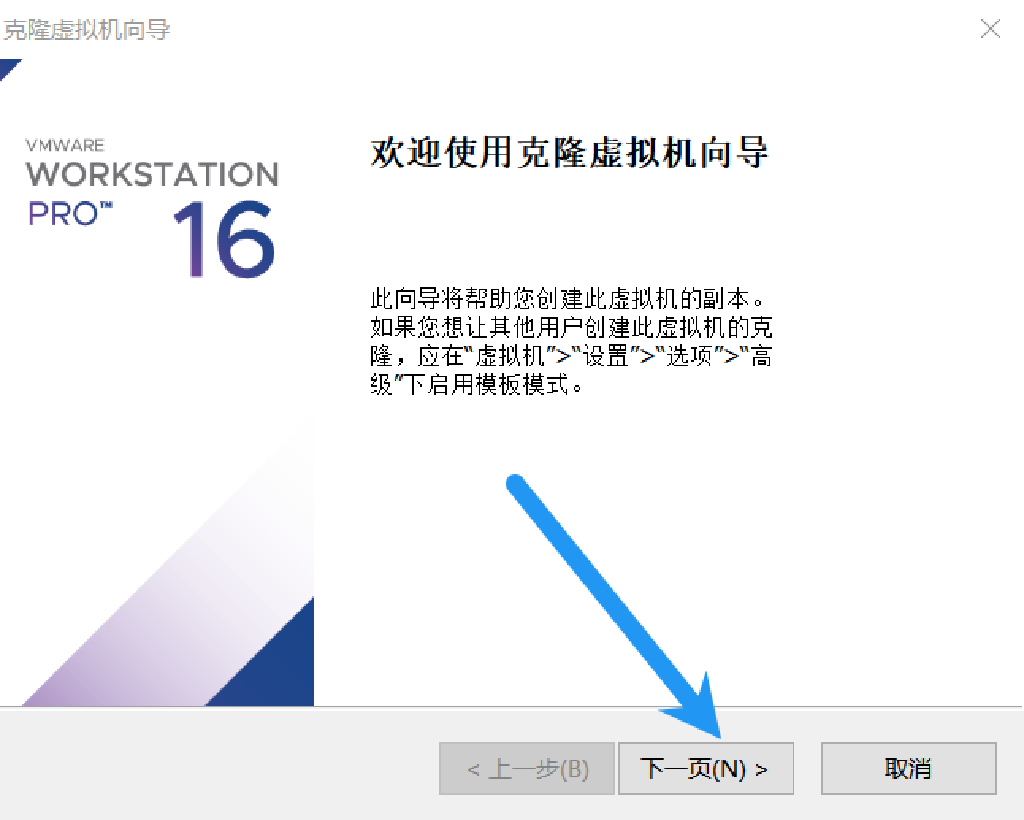 克隆虚拟机向导
VMWARE
WORKSTATION
PRO™
16
欢迎使用克隆虚拟机向导
此向导将帮助您创建此虚拟机的副本。
如果您想让其他用户创建此虚拟机的克
隆，应在“虚拟机”>“设置”>“选项”>“高
级”下启用模板模式。
< 上一步(B)
下一页(N) >
取消